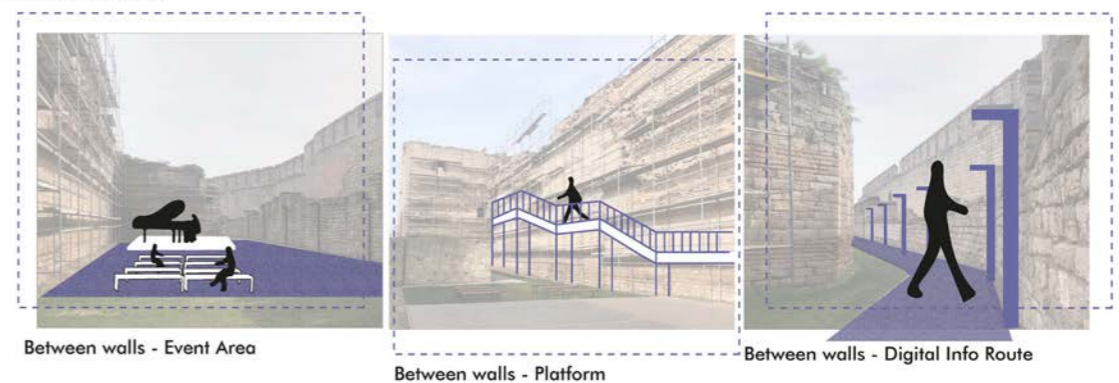 Between walls - Event Area
Between walls - Platform
Between walls - Digital Info Route